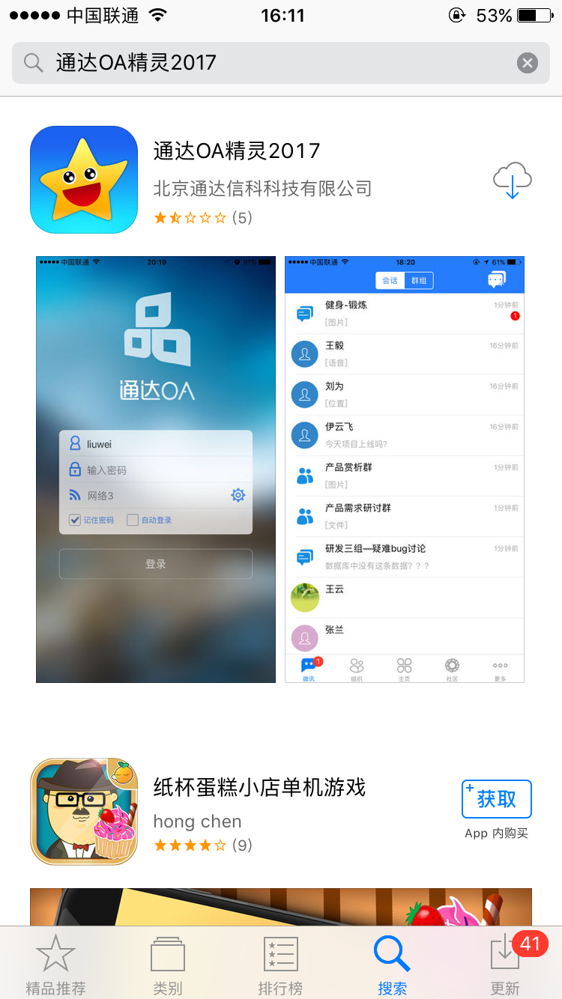 中国联通 16:11 53%
通达OA精灵2017
通达OA精灵2017
北京通达信科科技有限公司
(5)
中国联通 20:19 91%
通达OA
liuwei
输入密码
网络3
记住密码 自动登录
登录
中国联通 18:20 61%
会话 群组
健身-锻炼 1分钟前
[图片] 1
王毅 16分钟前
[语音]
刘为 16分钟前
[位置]
伊云飞 16分钟前
今天项目上线吗?
产品赏析群 1分钟前
[图片]
产品需求研讨群 1分钟前
[文件]
研发三组—疑难bug讨论 1分钟前
数据库中没有这条数据？？？
王云
张兰
1
微讯 组织 主页 社区 更多
纸杯蛋糕小店单机游戏
hong chen
(9)
获取
App 内购买
41
精品推荐 类别 排行榜 搜索 更新